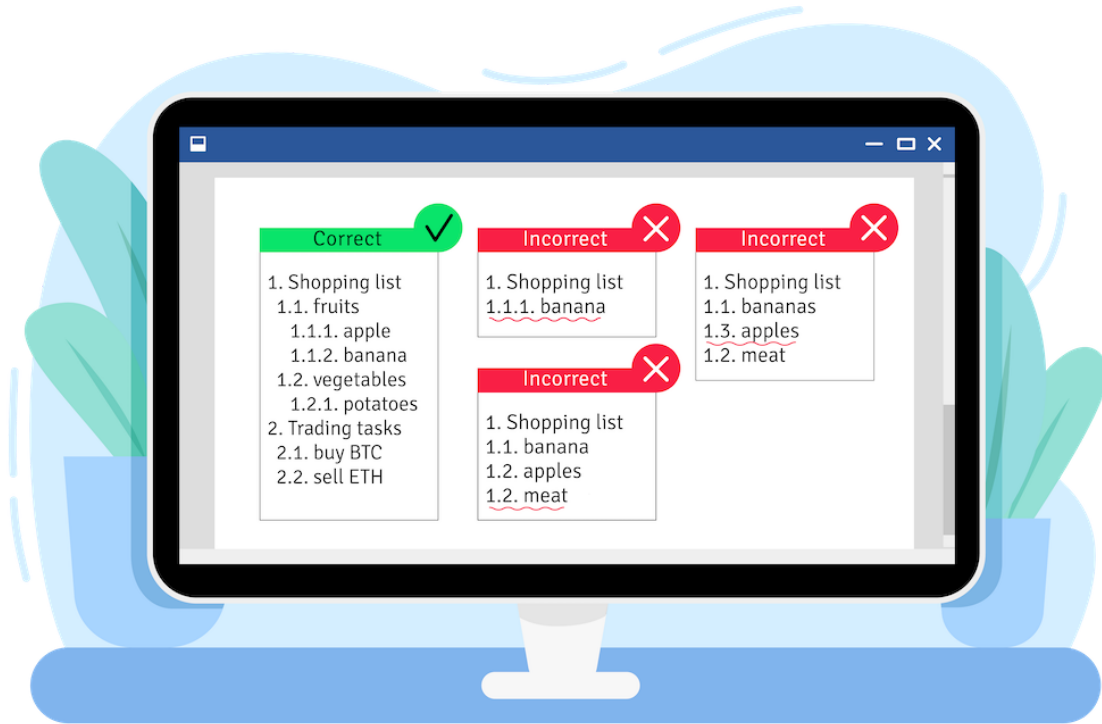 Correct
1. Shopping list
1.1. fruits
1.1.1. apple
1.1.2. banana
1.2. vegetables
1.2.1. potatoes
2. Trading tasks
2.1. buy BTC
2.2. sell ETH
Incorrect
1. Shopping list
1.1.1. banana
Incorrect
1. Shopping list
1.1. banana
1.2. apples
1.2. meat
Incorrect
1. Shopping list
1.1. bananas
1.3. apples
1.2. meat